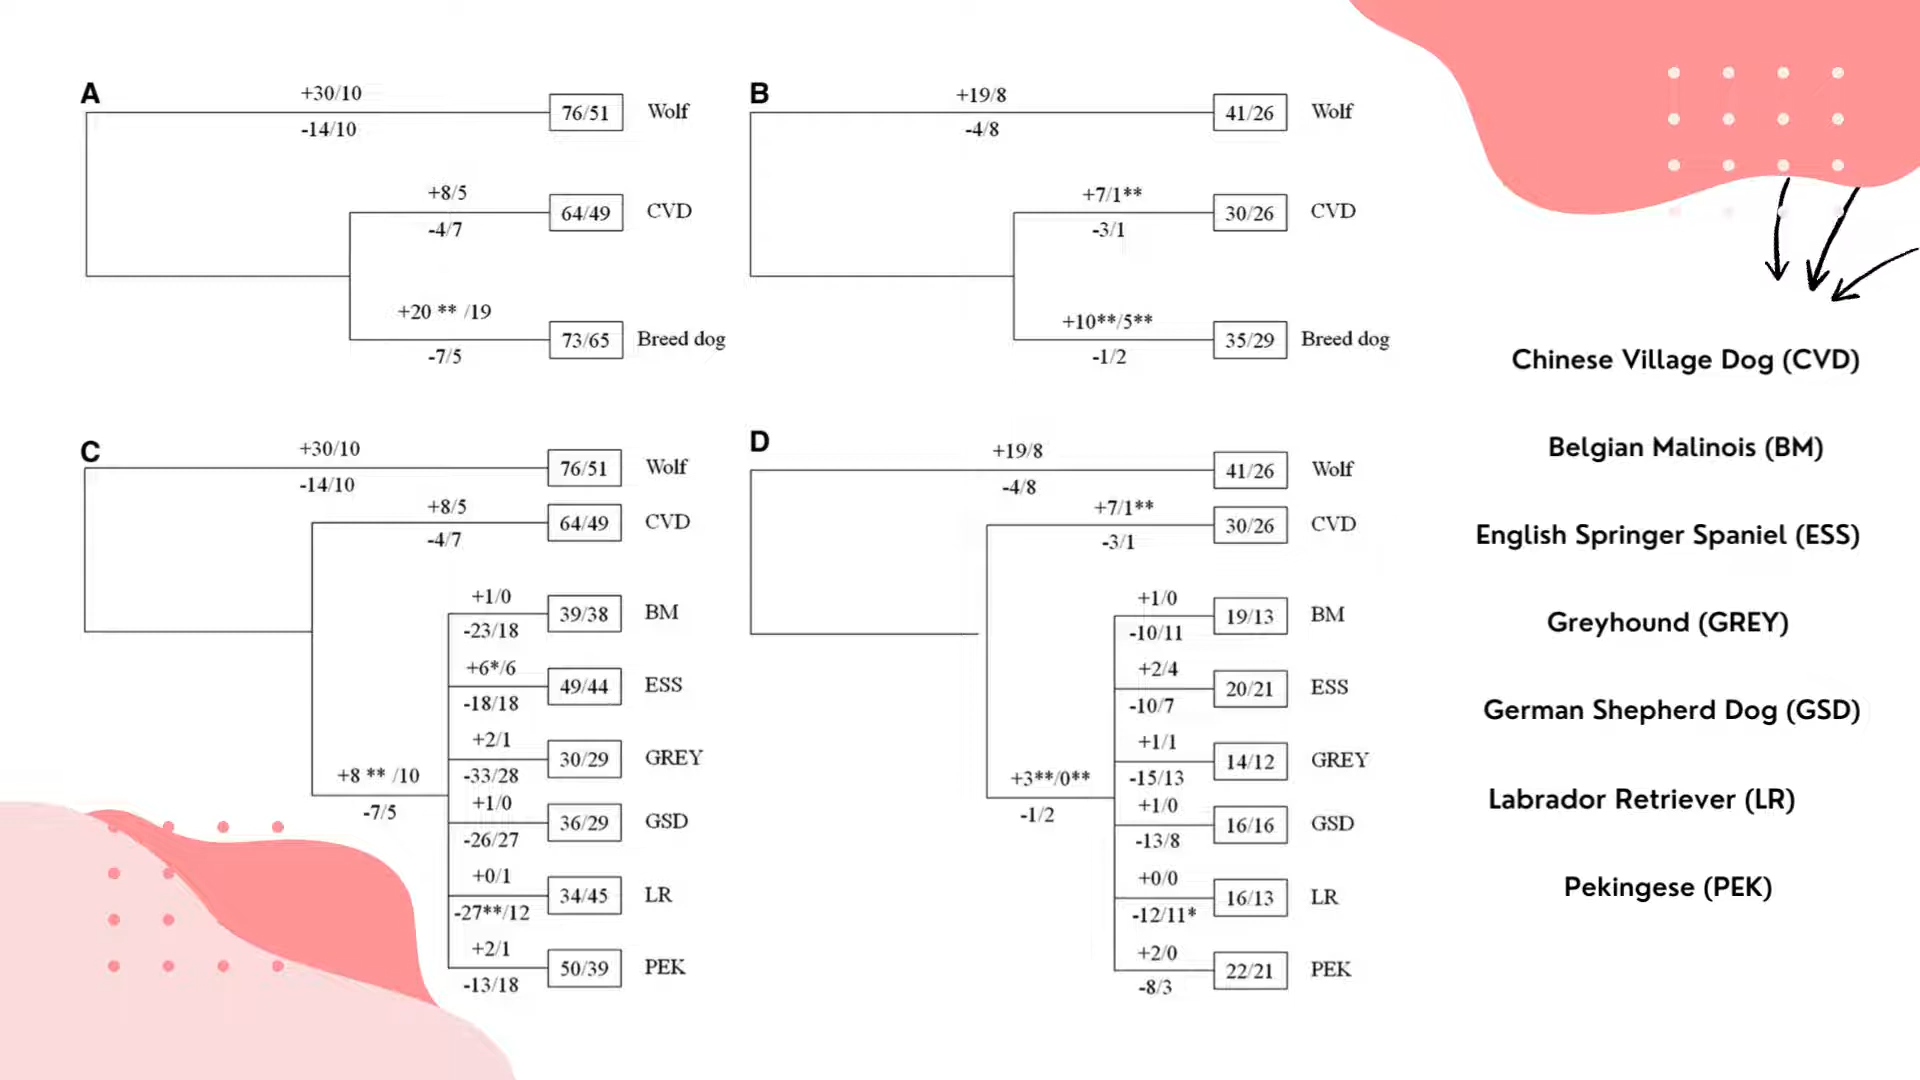 A
+30/10
76/51 Wolf
-14/10
+8/5
64/49 CVD
-4/7
+20 ** /19
73/65 Breed dog
-7/5
B
+19/8
41/26 Wolf
-4/8
+7/1**
30/26 CVD
-3/1
+10**/5**
35/29 Breed dog
-1/2
C
+30/10
76/51 Wolf
-14/10
+8/5
64/49 CVD
-4/7
+1/0
39/38 BM
-23/18
+6*/6
49/44 ESS
-18/18
+2/1
30/29 GREY
-33/28
+8 ** /10
-7/5
+1/0
36/29 GSD
-26/27
+0/1
34/45 LR
-27**/12
+2/1
50/39 PEK
-13/18
D
+19/8
41/26 Wolf
-4/8
+7/1**
30/26 CVD
-3/1
+1/0
19/13 BM
-10/11
+2/4
20/21 ESS
-10/7
+1/1
14/12 GREY
-15/13
+3**/0**
-1/2
+1/0
16/16 GSD
-13/8
+0/0
16/13 LR
-12/11*
+2/0
22/21 PEK
-8/3
Chinese Village Dog (CVD)
Belgian Malinois (BM)
English Springer Spaniel (ESS)
Greyhound (GREY)
German Shepherd Dog (GSD)
Labrador Retriever (LR)
Pekingese (PEK)